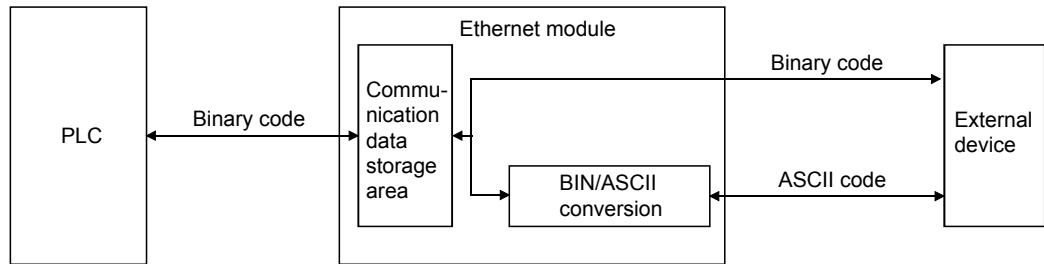 Ethernet module
PLC
Binary code
Commu-
nication
data
storage
area
Binary code
BIN/ASCII
conversion
ASCII code
External
device